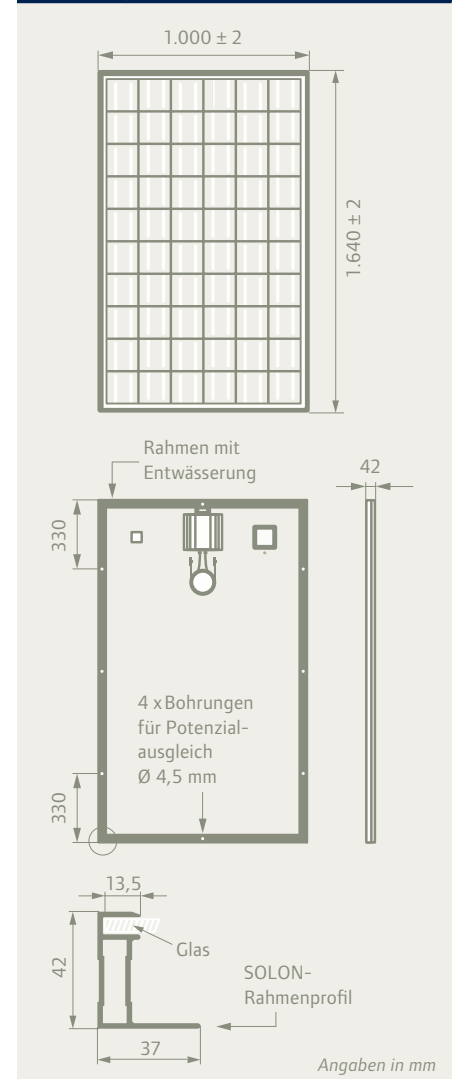 1.000 ± 2
1.640 ± 2
Rahmen mit
Entwässerung
42
330
4 x Bohrungen
für Potenzial-
ausgleich
Ø 4,5 mm
330
13,5
Glas
42
SOLON-
Rahmenprofil
37
Angaben in mm